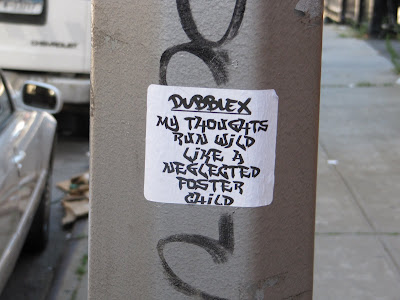 DUBBLEX
MY THOUGHTS
RUN WILD
LIKE A
NEGLECTED
FOSTER
CHILD